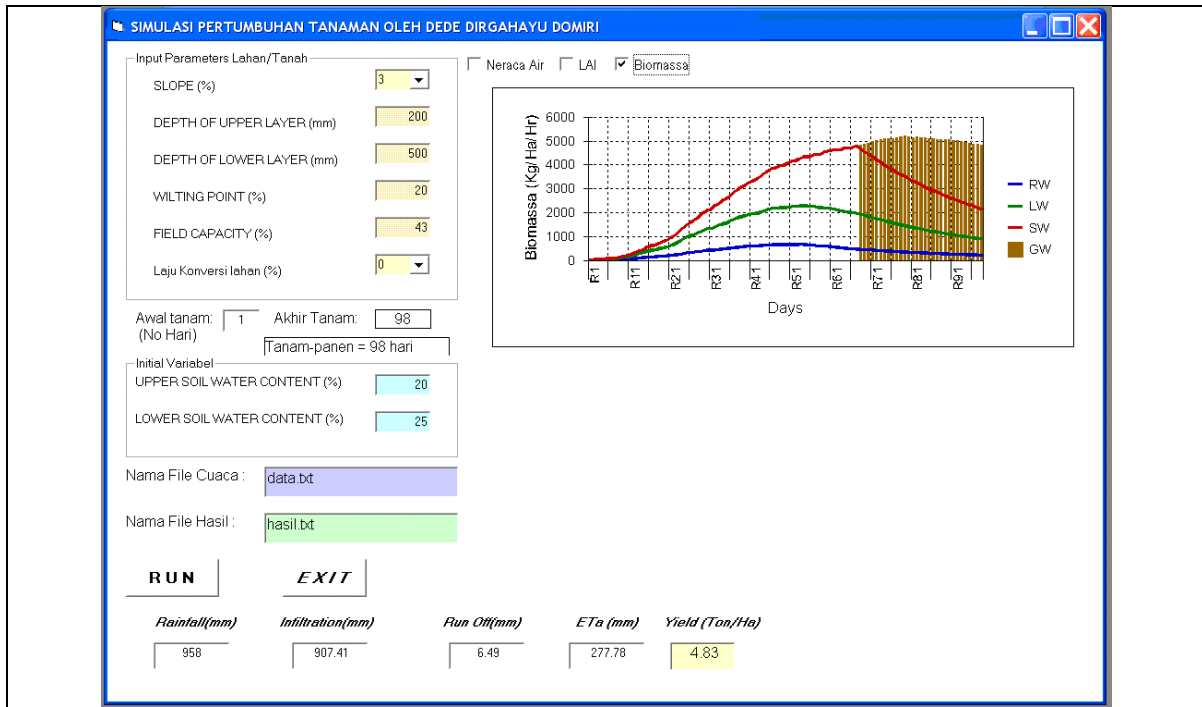 SIMULASI PERTUMBUHAN TANAMAN OLEH DEDE DIRGAHAYU DOMIRI
Input Parameters Lahan/Tanah
SLOPE (%) 3
DEPTH OF UPPER LAYER (mm) 200
DEPTH OF LOWER LAYER (mm) 500
WILTING POINT (%) 20
FIELD CAPACITY (%) 43
Laju Konversi lahan (%) 0
Awal tanam: 1 Akhir Tanam: 98
(No Hari)
Tanam-panen = 98 hari
Initial Variabel
UPPER SOIL WATER CONTENT (%) 20
LOWER SOIL WATER CONTENT (%) 25
Nama File Cuaca : data.txt
Nama File Hasil : hasil.txt
RUN EXIT
Neraca Air LAI Biomassa
Biomassa (Kg/Ha/Hr)
6000
5000
4000
3000
2000
1000
0
R1 R11 R21 R31 R41 R51 R61 R71 R81 R91
Days
RW
LW
SW
GW
Rainfall(mm) Infiltration(mm) Run Off(mm) ETa (mm) Yield (Ton/Ha)
958 907.41 6.49 277.78 4.83